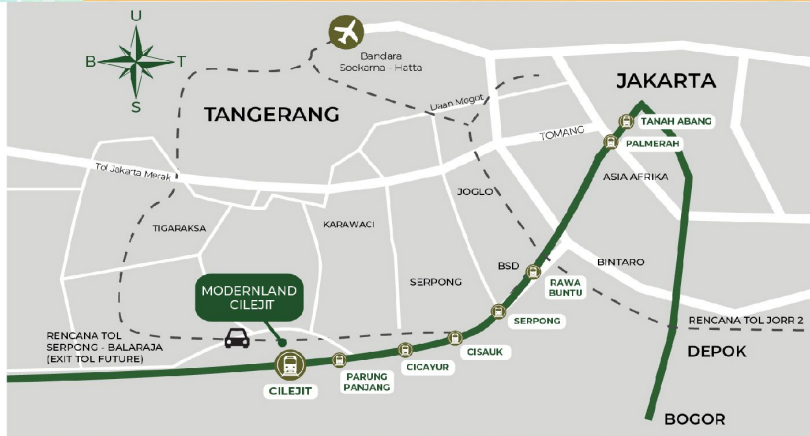 U
B
T
S
Bandara
Soekarna - Hatta
TANGERANG
JAKARTA
Daan Mogot
TANAH ABANG
TOMANG
PALMERAH
Tol Jakarta Merak
ASIA AFRIKA
JOGLO
TIGARAKSA
KARAWACI
BSD
BINTARO
SERPONG
RAWA
BUNTU
MODERNLAND
CILEJIT
SERPONG
RENCANA TOL JORR 2
RENCANA TOL
SERPONG - BALARAJA
(EXIT TOL FUTURE)
CISAUK
DEPOK
CICAYUR
PARUNG
PANJANG
CILEJIT
BOGOR